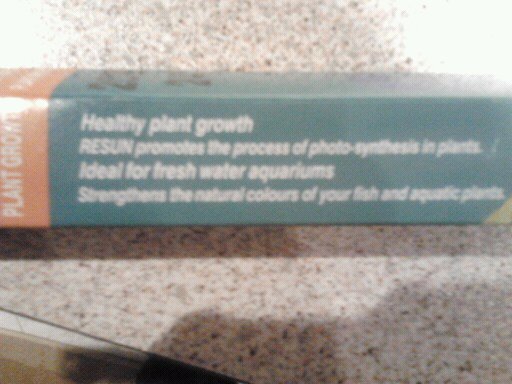 PLANT GROW
Healthy plant growth
RESUN promotes the process of photo-synthesis in plants.
Ideal for fresh water aquariums
Strengthens the natural colours of your fish and aquatic plants.